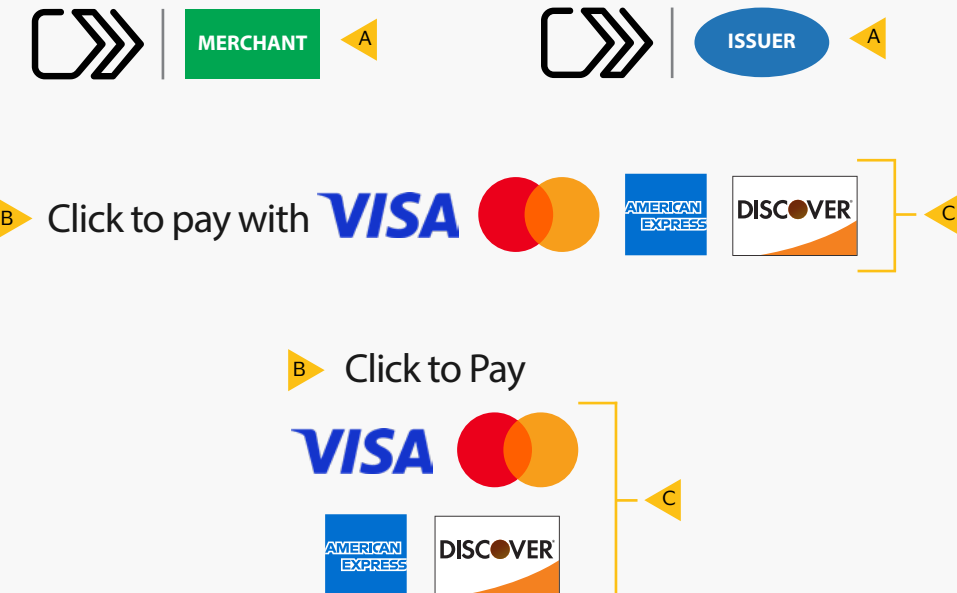 MERCHANT A ISSUER A
B Click to pay with VISA AMERICAN EXPRESS DISCOVER C
B Click to Pay
VISA
C
AMERICAN EXPRESS DISCOVER